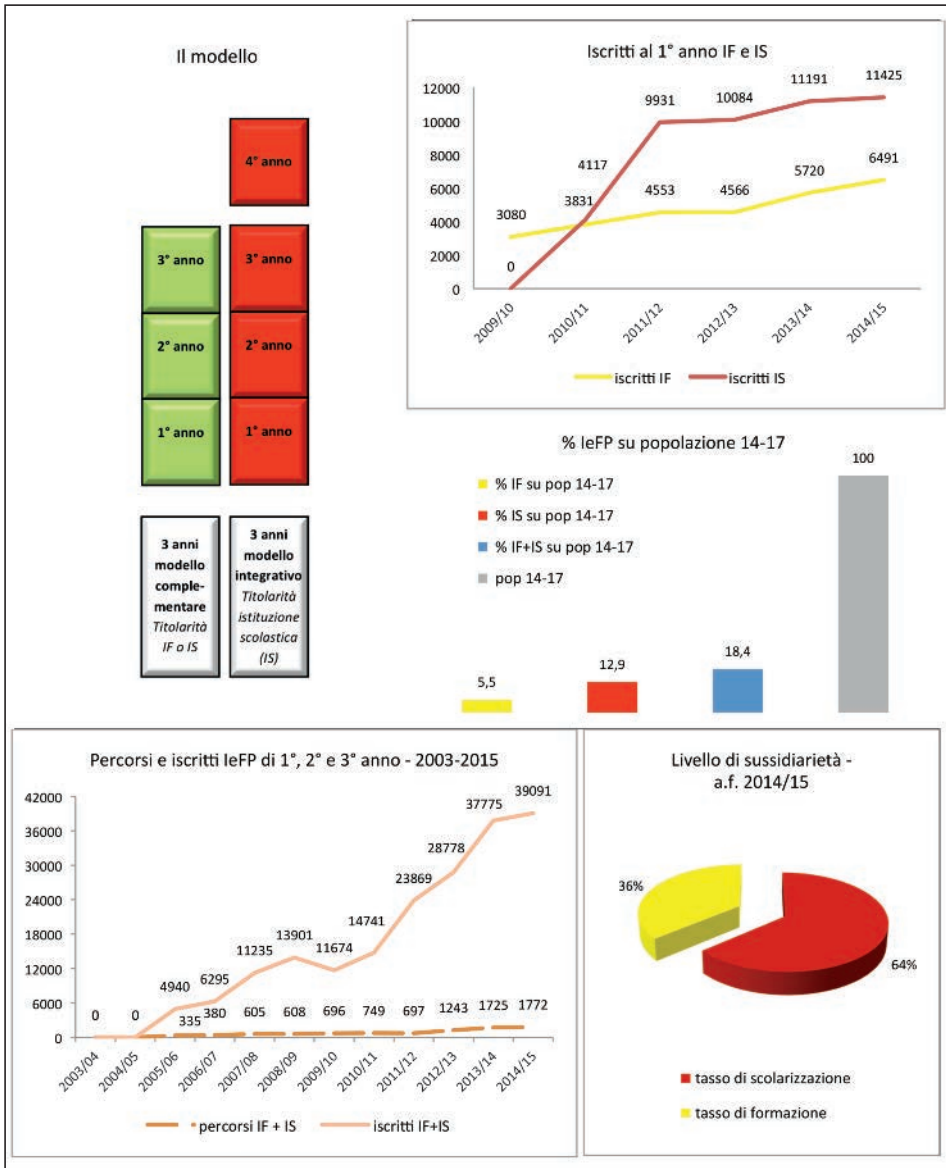 Il modello
4° anno
3° anno
3° anno
2° anno
2° anno
1° anno
1° anno
3 anni
modello
comple-
mentare
Titolarità
IF o IS
3 anni
modello
integrativo
Titolarità
istituzione
scolastica
(IS)
Iscritti al 1° anno IF e IS
12000
10000
8000
6000
4000
2000
0
3080
3831
4553
4566
5720
6491
0
4117
9931
10084
11191
11425
2009/10
2010/11
2011/12
2012/13
2013/14
2014/15
iscritti IF
iscritti IS
% IeFP su popolazione 14-17
% IF su pop 14-17
% IS su pop 14-17
% IF+IS su pop 14-17
pop 14-17
5,5
12,9
18,4
100
Percorsi e iscritti IeFP di 1°, 2° e 3° anno - 2003-2015
42000
36000
30000
24000
18000
12000
6000
0
0
0
4940
6295
11235
13901
11674
14741
23869
28778
37775
39091
335
380
605
608
696
749
697
1243
1725
1772
2003/04
2004/05
2005/06
2006/07
2007/08
2008/09
2009/10
2010/11
2011/12
2012/13
2013/14
2014/15
percorsi IF + IS
iscritti IF+IS
Livello di sussidiarietà -
a.f. 2014/15
36%
64%
tasso di scolarizzazione
tasso di formazione